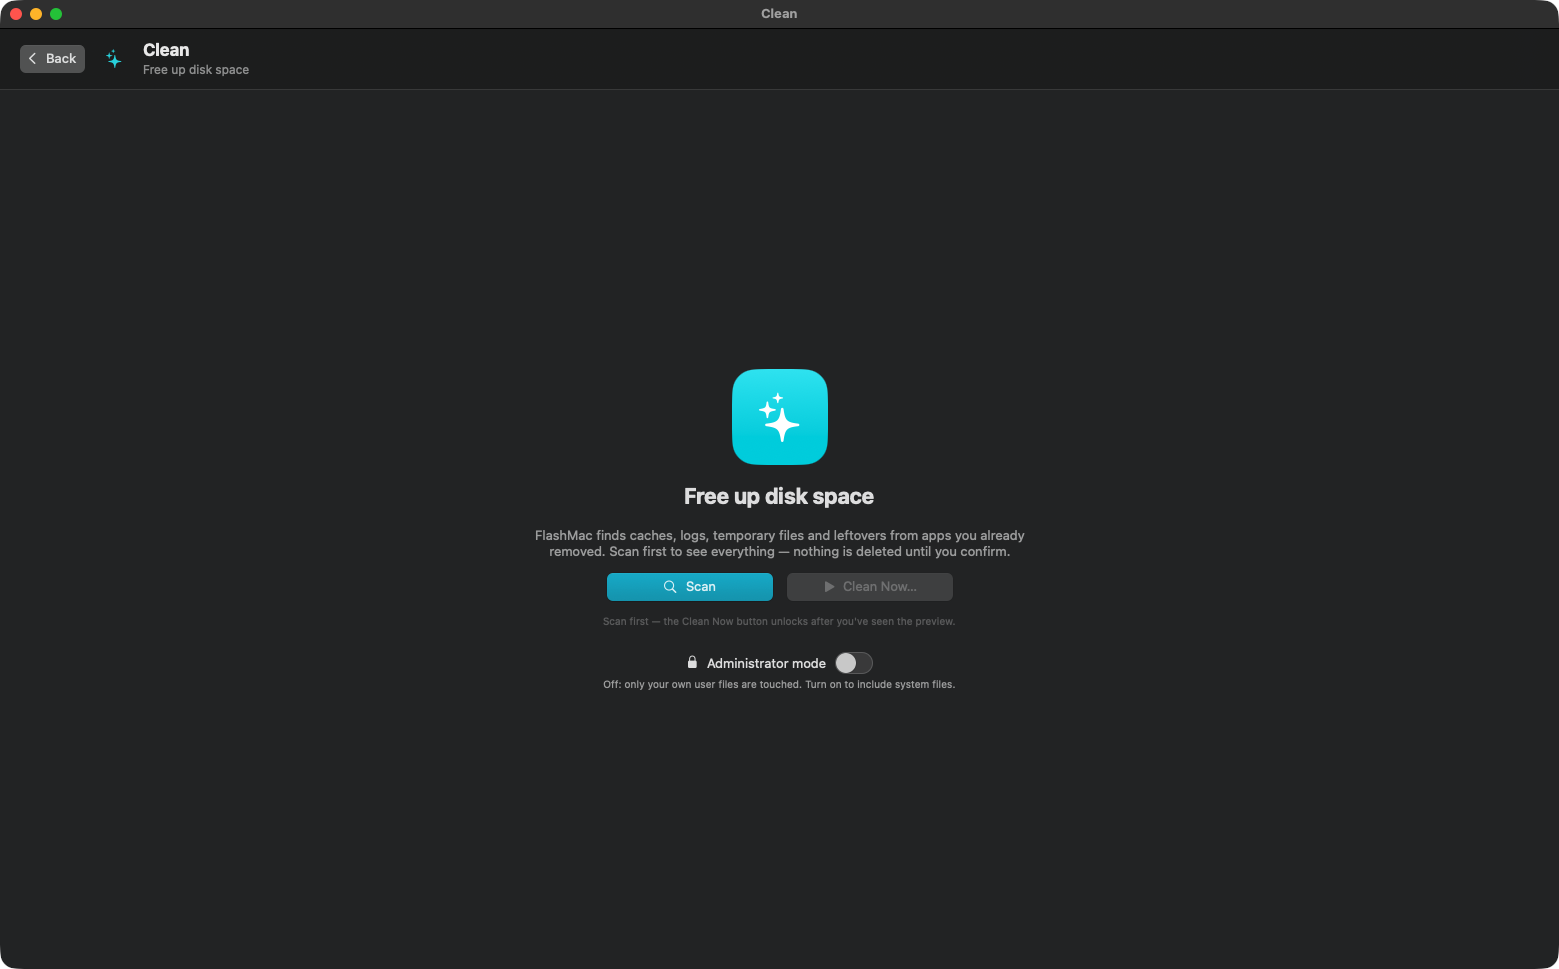 Clean
Back
Clean
Free up disk space
Free up disk space
FlashMac finds caches, logs, temporary files and leftovers from apps you already
removed. Scan first to see everything — nothing is deleted until you confirm.
Scan
Clean Now...
Scan first — the Clean Now button unlocks after you've seen the preview.
Administrator mode
Off: only your own user files are touched. Turn on to include system files.